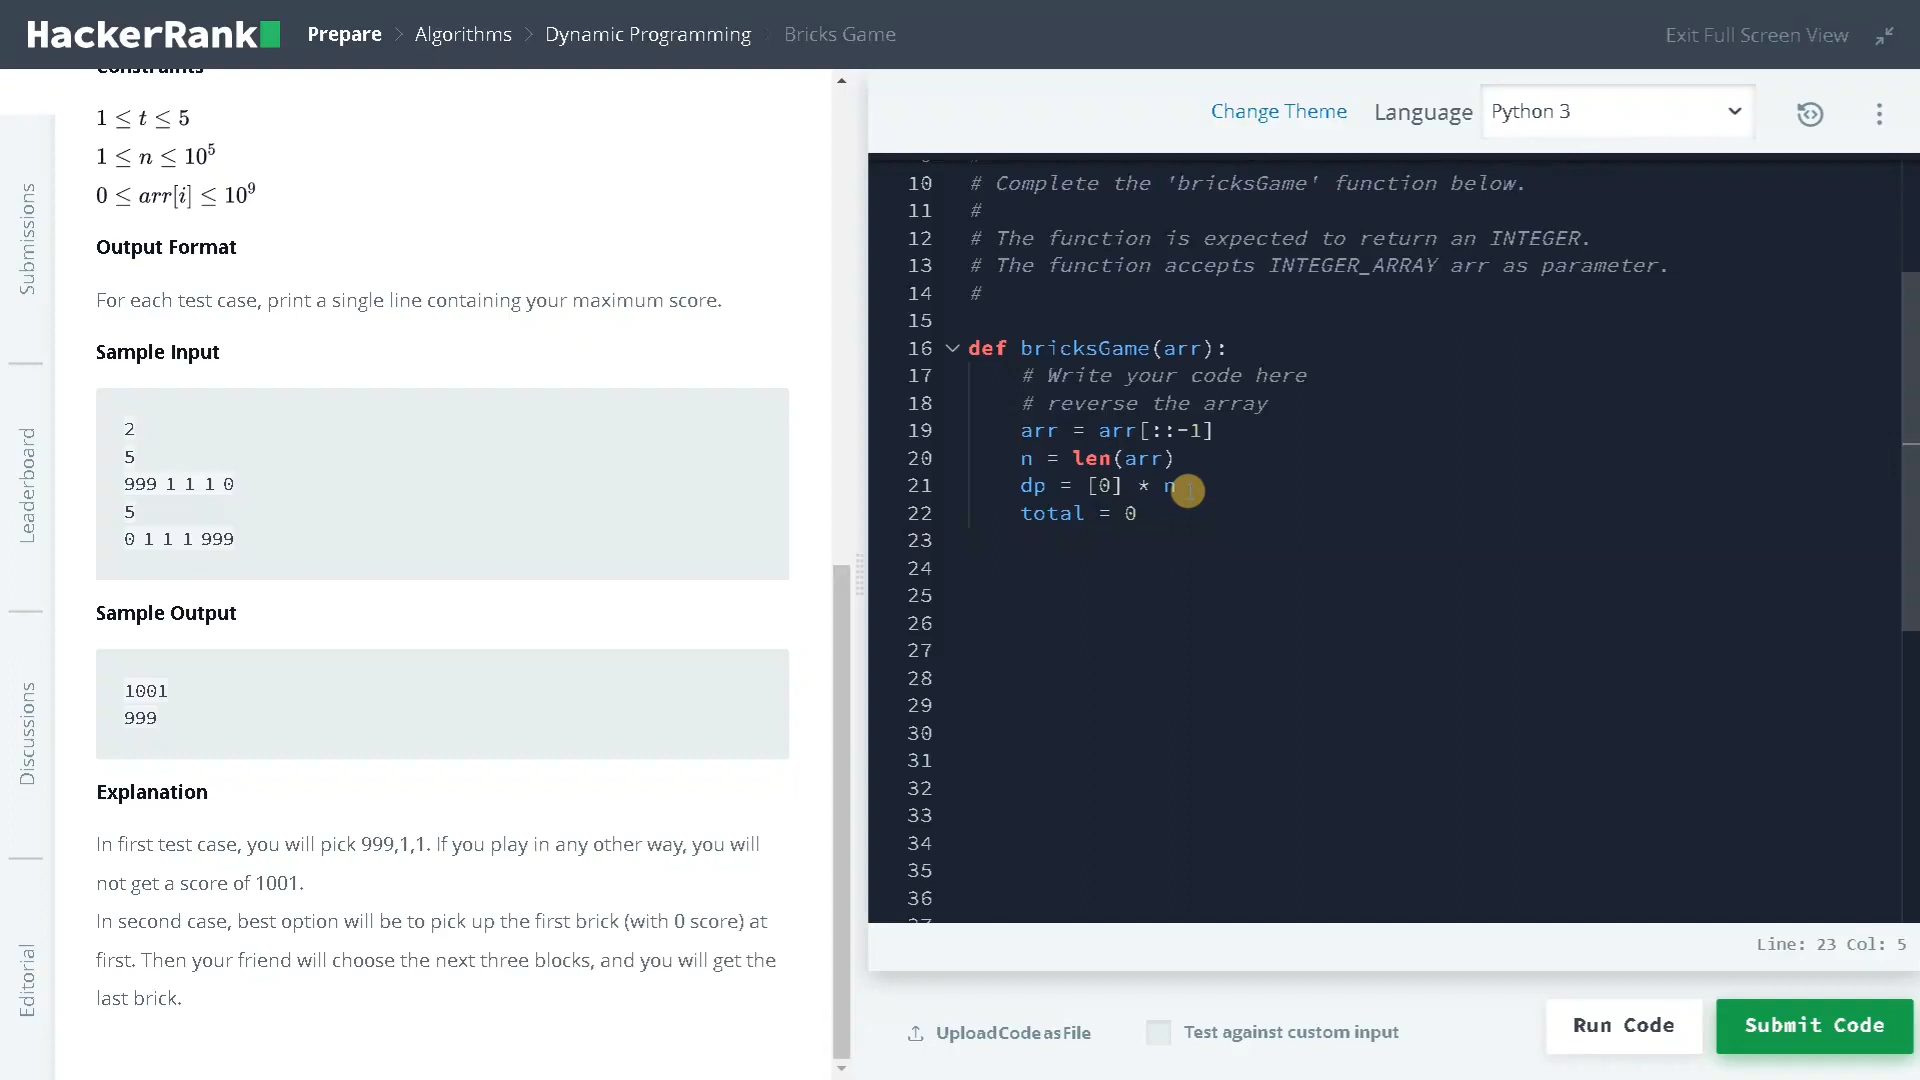 HackerRank
Prepare > Algorithms > Dynamic Programming > Bricks Game
Exit Full Screen View
Submissions
Leaderboard
Discussions
Editorial
Constraints
1 ≤ t ≤ 5
1 ≤ n ≤ 10^5
0 ≤ arr[i] ≤ 10^9
Output Format
For each test case, print a single line containing your maximum score.
Sample Input
2
5
999 1 1 1 0
5
0 1 1 1 999
Sample Output
1001
999
Explanation
In first test case, you will pick 999,1,1. If you play in any other way, you will
not get a score of 1001.
In second case, best option will be to pick up the first brick (with 0 score) at
first. Then your friend will choose the next three blocks, and you will get the
last brick.
Change Theme Language Python 3
10 # Complete the 'bricksGame' function below.
11 #
12 # The function is expected to return an INTEGER.
13 # The function accepts INTEGER_ARRAY arr as parameter.
14 #
15
16 def bricksGame(arr):
17 # Write your code here
18 # reverse the array
19 arr = arr[::-1]
20 n = len(arr)
21 dp = [0] * n
22 total = 0
23
24
25
26
27
28
29
30
31
32
33
34
35
36
Line: 23 Col: 5
Upload Code as File
Test against custom input
Run Code
Submit Code